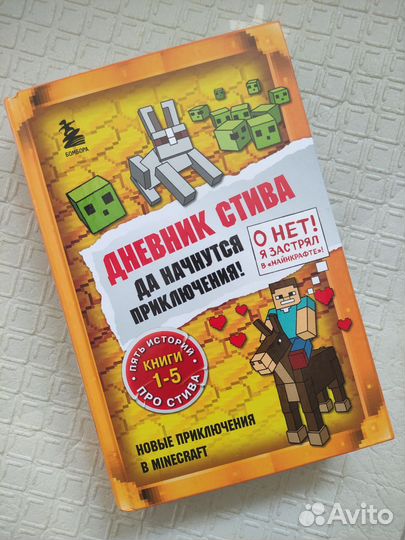 БОМБОРА
ДНЕВНИК СТИВА
ДА НАЧНУТСЯ
ПРИКЛЮЧЕНИЯ!
О НЕТ!
Я ЗАСТРЯЛ
В «МАЙНКРАФТЕ»!
ПЯТЬ ИСТОРИЙ
КНИГИ
1-5
ПРО СТИВА
НОВЫЕ ПРИКЛЮЧЕНИЯ
В MINECRAFT
Avito